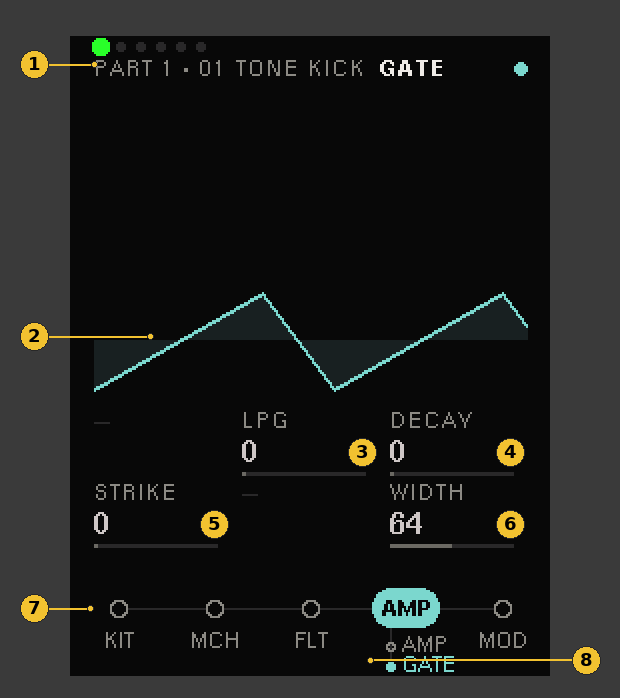 1 PART 1 · 01 TONE KICK GATE
2
LPG DECAY
0 3 0 4
STRIKE WIDTH
0 5 64 6
7 AMP
KIT MCH FLT AMP MOD
GATE 8